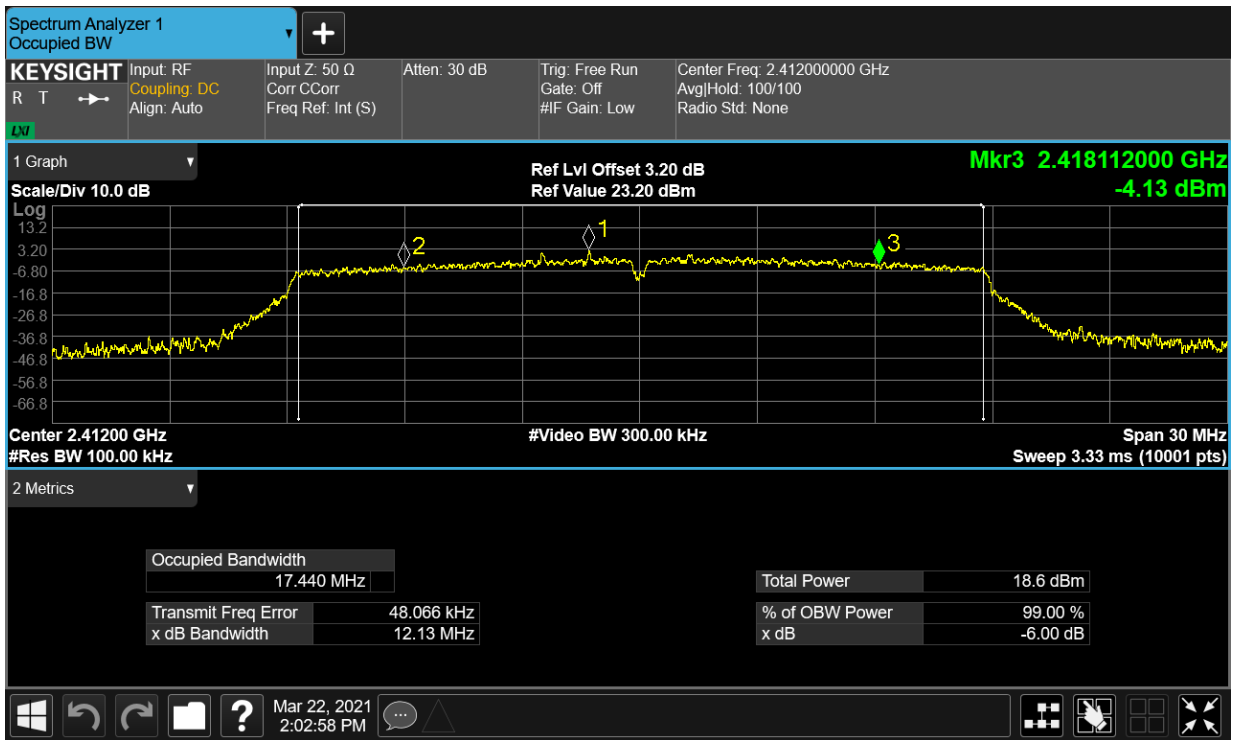 Spectrum Analyzer 1
Occupied BW
KEYSIGHT
R T
LXI
Input: RF
Coupling: DC
Align: Auto
Input Z: 50 Ω
Corr CCorr
Freq Ref: Int (S)
Atten: 30 dB
Trig: Free Run
Gate: Off
#IF Gain: Low
Center Freq: 2.412000000 GHz
Avg|Hold: 100/100
Radio Std: None
1 Graph
Scale/Div 10.0 dB
Ref Lvl Offset 3.20 dB
Ref Value 23.20 dBm
Mkr3 2.418112000 GHz
-4.13 dBm
Log
13.2
3.20
-6.80
-16.8
-26.8
-36.8
-46.8
-56.8
-66.8
2
1
3
Center 2.41200 GHz
#Res BW 100.00 kHz
#Video BW 300.00 kHz
Span 30 MHz
Sweep 3.33 ms (10001 pts)
2 Metrics
Occupied Bandwidth
17.440 MHz
Transmit Freq Error 48.066 kHz
x dB Bandwidth 12.13 MHz
Total Power 18.6 dBm
% of OBW Power 99.00 %
x dB -6.00 dB
?
Mar 22, 2021
2:02:58 PM